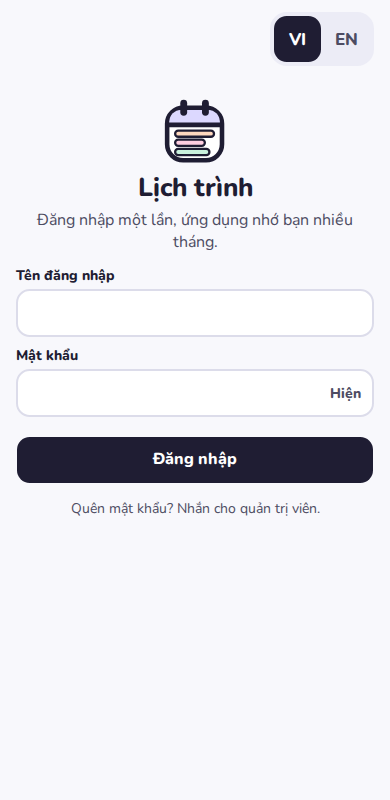 VI
EN
Lịch trình
Đăng nhập một lần, ứng dụng nhớ bạn nhiều
tháng.
Tên đăng nhập
Mật khẩu
Hiện
Đăng nhập
Quên mật khẩu? Nhắn cho quản trị viên.